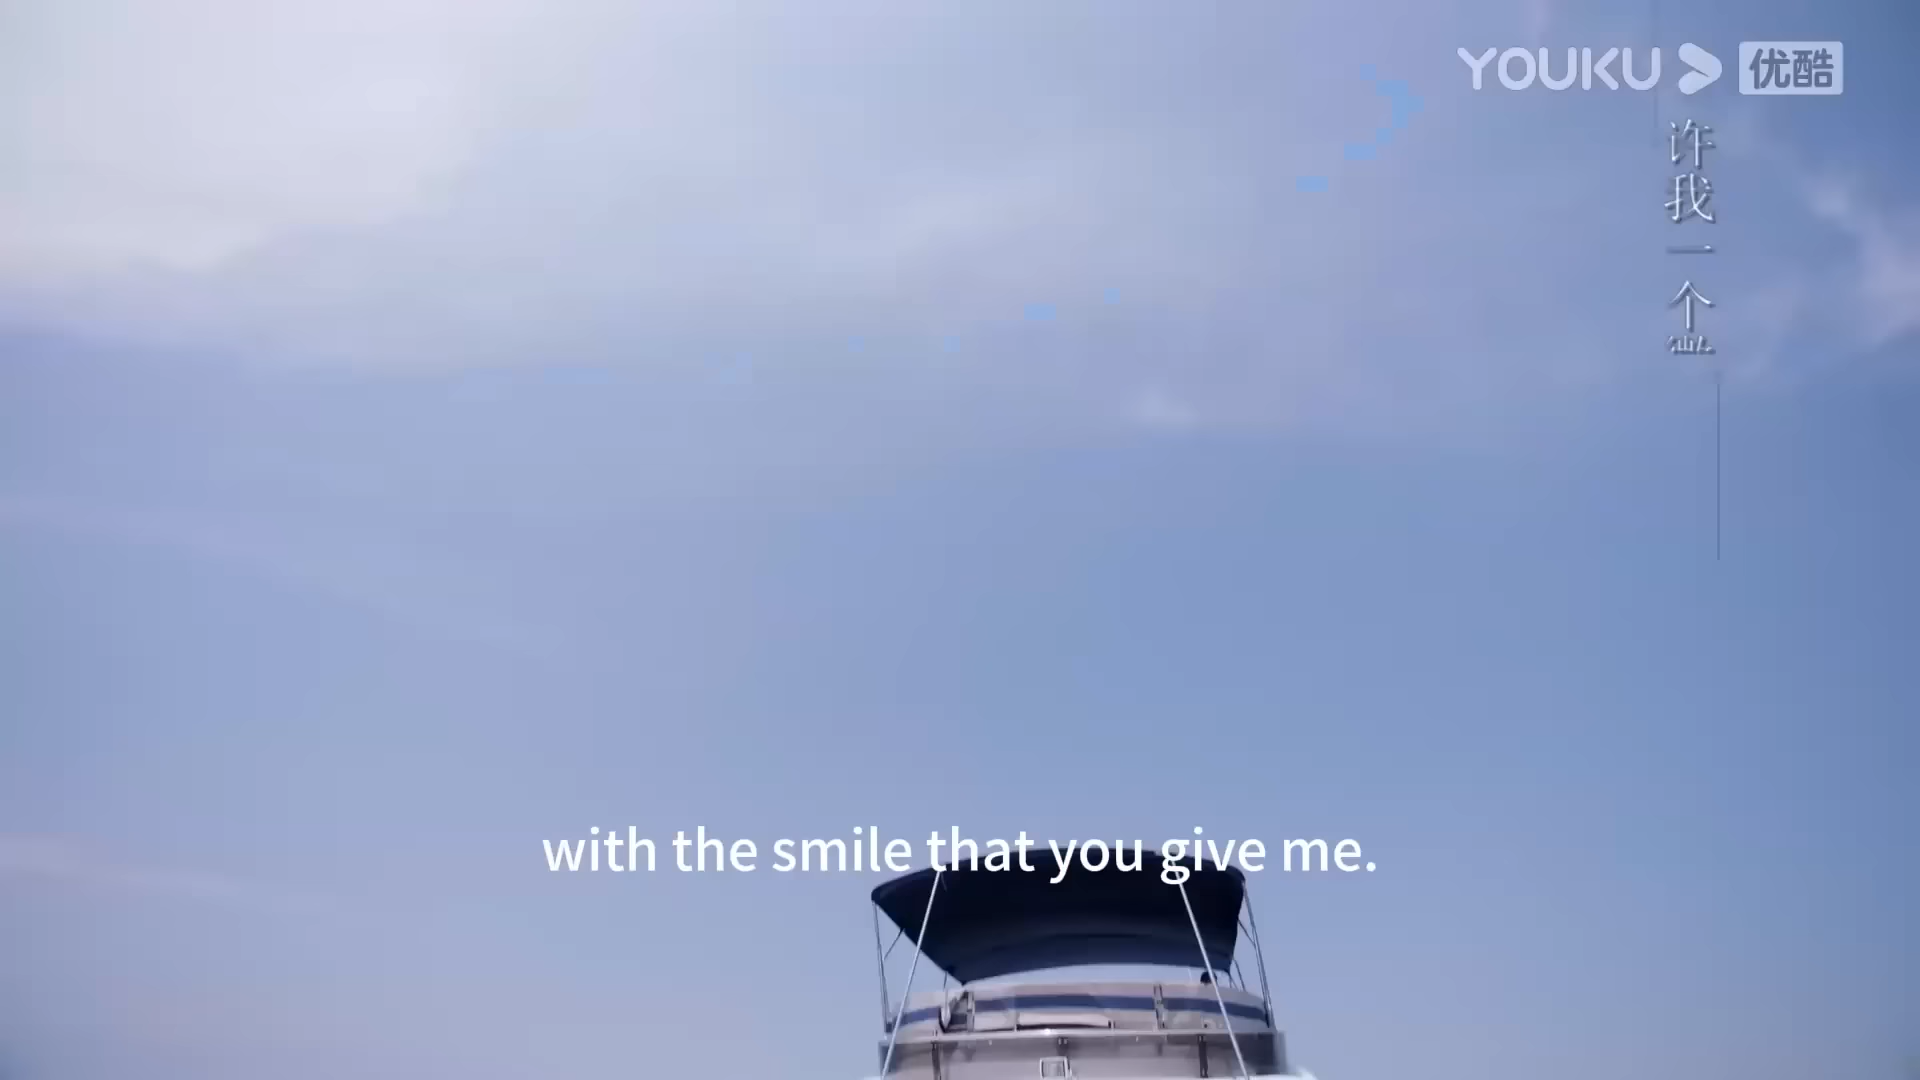 YOUKU 优酷
许我一个
with the smile that you give me.